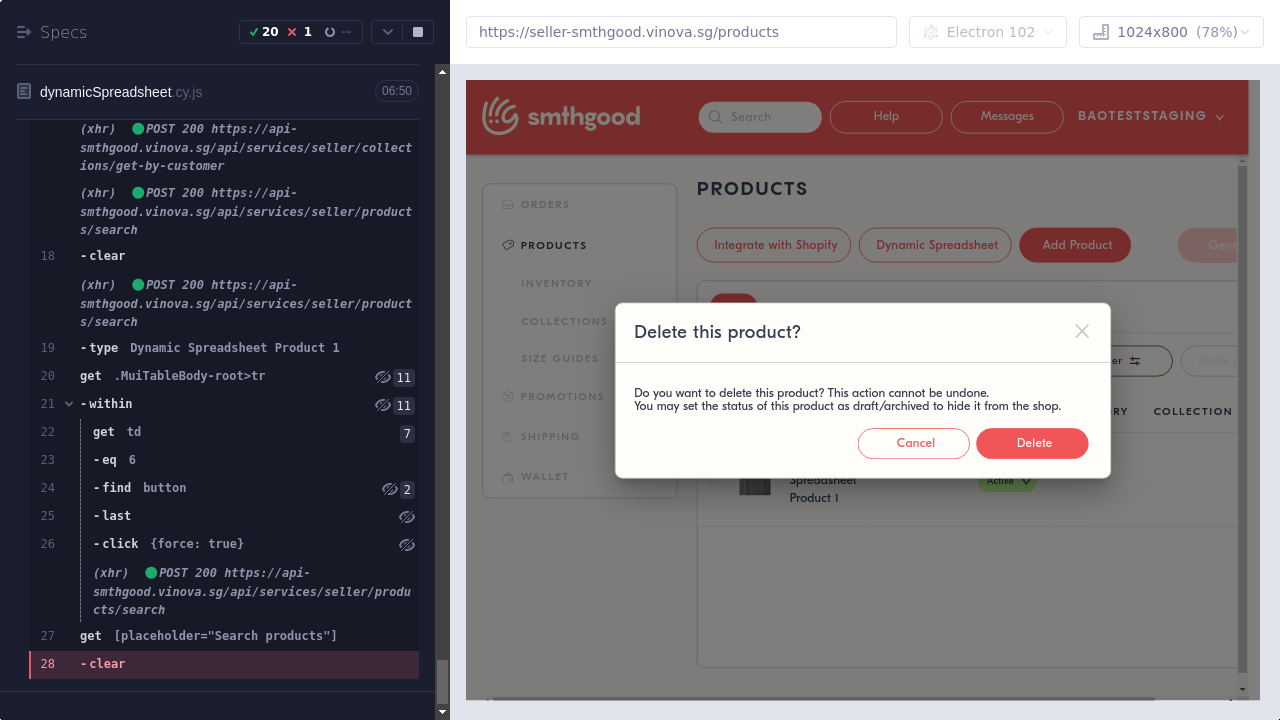 Specs
20
1
--
https://seller-smthgood.vinova.sg/products
Electron 102
1024x800 (78%)
dynamicSpreadsheet.cy.js
06:50
(xhr) POST 200 https://api-
smthgood.vinova.sg/api/services/seller/collect
ions/get-by-customer
(xhr) POST 200 https://api-
smthgood.vinova.sg/api/services/seller/product
s/search
18 -clear
(xhr) POST 200 https://api-
smthgood.vinova.sg/api/services/seller/product
s/search
19 -type Dynamic Spreadsheet Product 1
20 get .MuiTableBody-root>tr 11
21 -within 11
22 get td 7
23 -eq 6
24 -find button 2
25 -last
26 -click {force: true}
(xhr) POST 200 https://api-
smthgood.vinova.sg/api/services/seller/produ
cts/search
27 get [placeholder="Search products"]
28 -clear
smthgood
Search
Help
Messages
BAOTESTSTAGING
ORDERS
PRODUCTS
INVENTORY
COLLECTIONS
SIZE GUIDES
PROMOTIONS
SHIPPING
WALLET
PRODUCTS
Integrate with Shopify
Dynamic Spreadsheet
Add Product
Gene
Delete this product?
Do you want to delete this product? This action cannot be undone.
You may set the status of this product as draft/archived to hide it from the shop.
Cancel
Delete
er
Delete
RY
COLLECTION
Spreadsheet
Product 1
Active